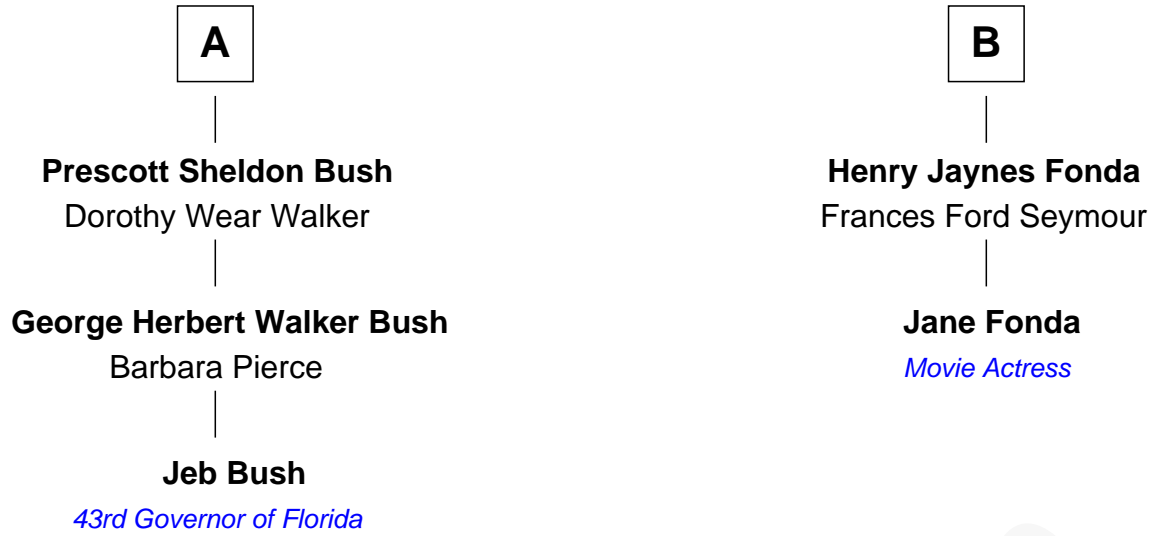 A
Prescott Sheldon Bush
Dorothy Wear Walker
George Herbert Walker Bush
Barbara Pierce
Jeb Bush
43rd Governor of Florida
B
Henry Jaynes Fonda
Frances Ford Seymour
Jane Fonda
Movie Actress